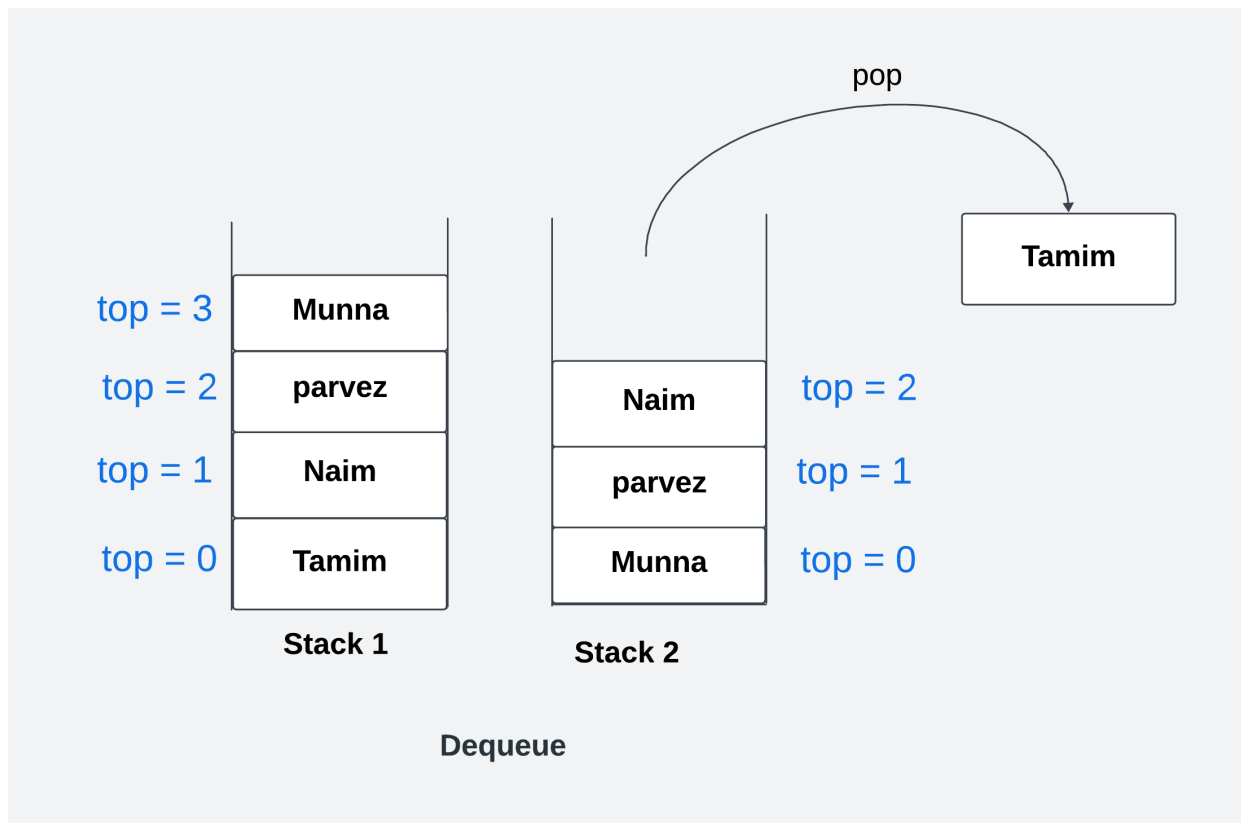 pop
Tamim
top = 3
Munna
top = 2
parvez
top = 1
Naim
top = 0
Tamim
Stack 1
Naim
top = 2
parvez
top = 1
Munna
top = 0
Stack 2
Dequeue